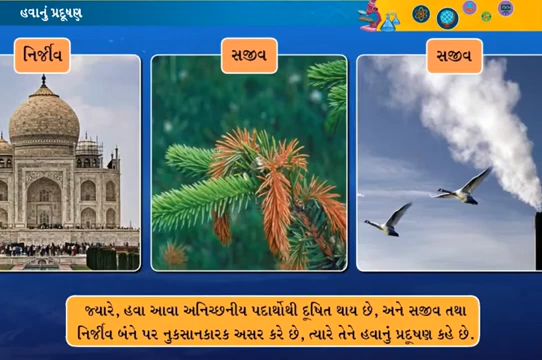 હવાનું પ્રદૂષણ
નિર્જીવ
સજીવ
સજીવ
જ્યારે, હવા આવા અનિચ્છનીય પદાર્થોથી દૂષિત થાય છે, અને સજીવ તથા
નિર્જીવ બંને પર નુકસાનકારક અસર કરે છે, ત્યારે તેને હવાનું પ્રદૂષણ કહે છે.